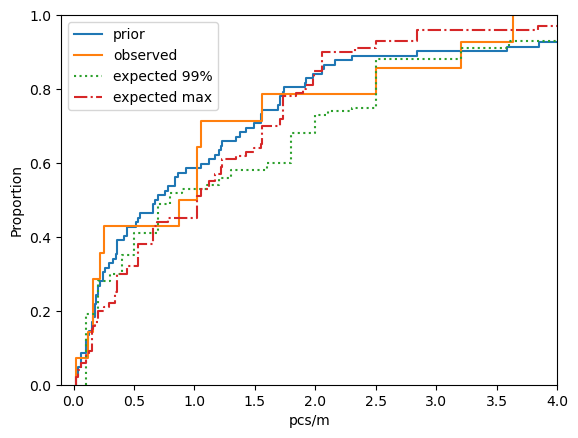 prior
observed
expected 99%
expected max
1.0
0.8
0.6
0.4
0.2
0.0
Proportion
0.0 0.5 1.0 1.5 2.0 2.5 3.0 3.5 4.0
pcs/m